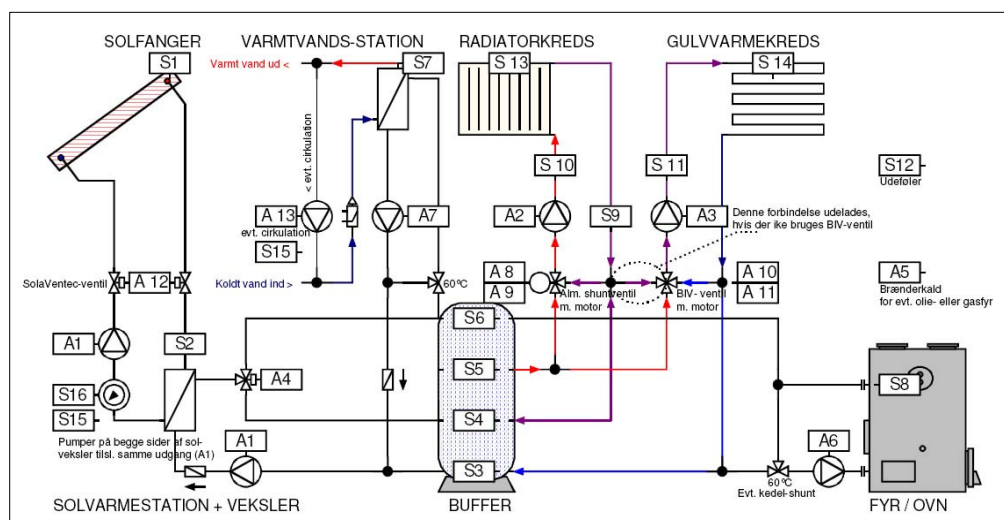 SOLFANGER
VARMTVANDS-STATION
RADIATORKREDS
GULVVARMEKREDS
S1
Varmt vand ud <
S7
S 13
S 14
S 10
S 11
S12
Udeføler
< evt. cirkulation
A 13
evt. cirkulation
S15
A7
A2
S9
A3
Denne forbindelse udelades,
hvis der ike bruges BIV-ventil
SolaVentec-ventil
A 12
Koldt vand ind >
60°C
A 8
A 9
Alm. shuntventil
m. motor
BIV- ventil
m. motor
A 10
A 11
A5
Brænderkald
for evt. olie- eller gasfyr
A1
S2
S6
S5
A4
S8
S16
S15
S4
Pumper på begge sider af sol-
veksler tilsl. samme udgang (A1)
A1
S3
A6
60°C
Evt. kedel-shunt
SOLVARMESTATION + VEKSLER
BUFFER
FYR / OVN